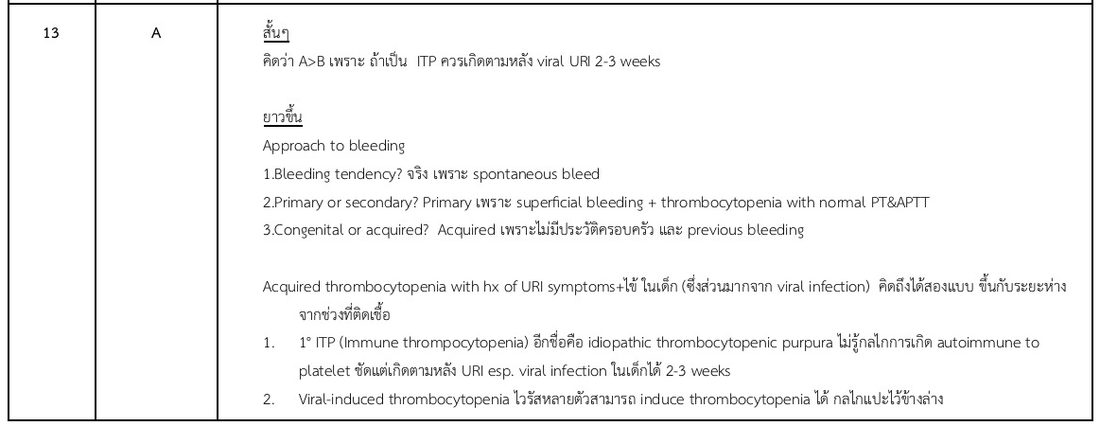 13 A สั้นๆ
คิดว่า A>B เพราะ ถ้าเป็น ITP ควรเกิดตามหลัง viral URI 2-3 weeks
ยาวขึ้น
Approach to bleeding
1.Bleeding tendency? จริง เพราะ spontaneous bleed
2.Primary or secondary? Primary เพราะ superficial bleeding + thrombocytopenia with normal PT&APTT
3.Congenital or acquired? Acquired เพราะไม่มีประวัติครอบครัว และ previous bleeding
Acquired thrombocytopenia with hx of URI symptoms+ไข้ ในเด็ก (ซึ่งส่วนมากจาก viral infection) คิดถึงได้สองแบบ ขึ้นกับระยะห่าง
จากช่วงที่ติดเชื้อ
1. 1° ITP (Immune thrompocytopenia) อีกชื่อคือ idiopathic thrombocytopenic purpura ไม่รู้กลไกการเกิด autoimmune to
platelet ชัดแต่เกิดตามหลัง URI esp. viral infection ในเด็กได้ 2-3 weeks
2. Viral-induced thrombocytopenia ไวรัสหลายตัวสามารถ induce thrombocytopenia ได้ กลไกแปะไว้ข้างล่าง